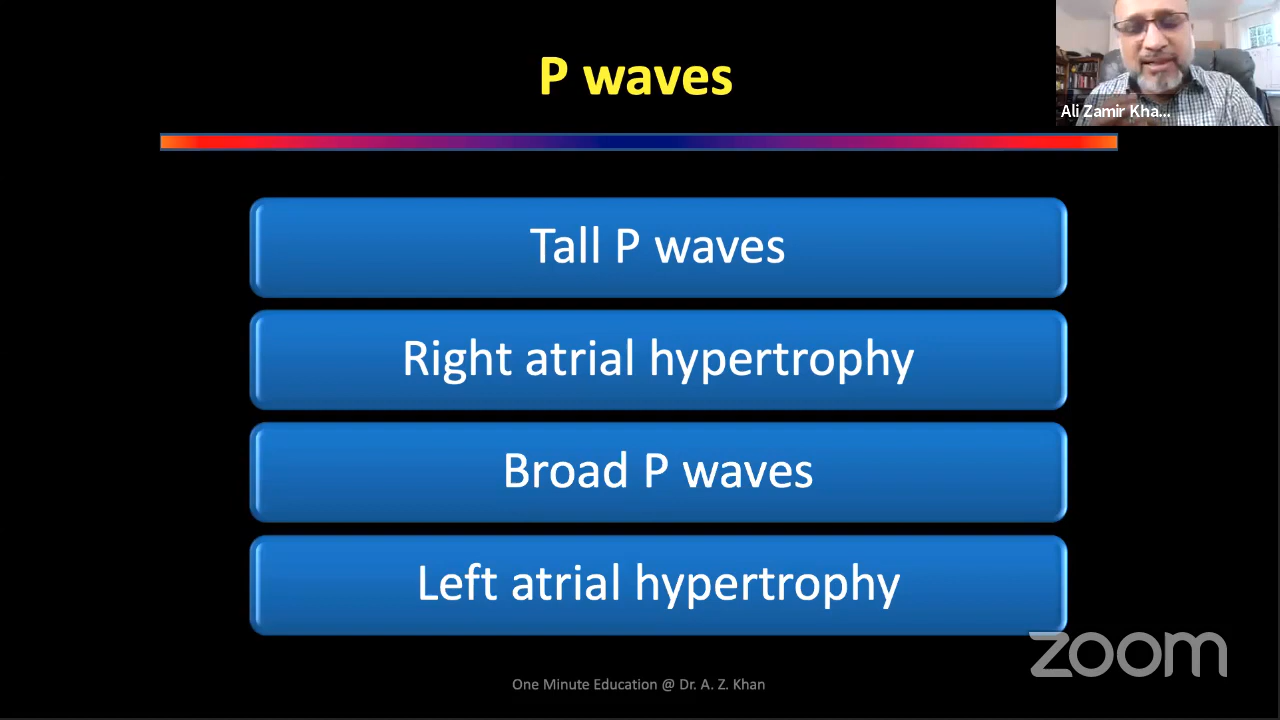 P waves
Ali Zamir Kha...
Tall P waves
Right atrial hypertrophy
Broad P waves
Left atrial hypertrophy
zoom
One Minute Education @ Dr. A. Z. Khan